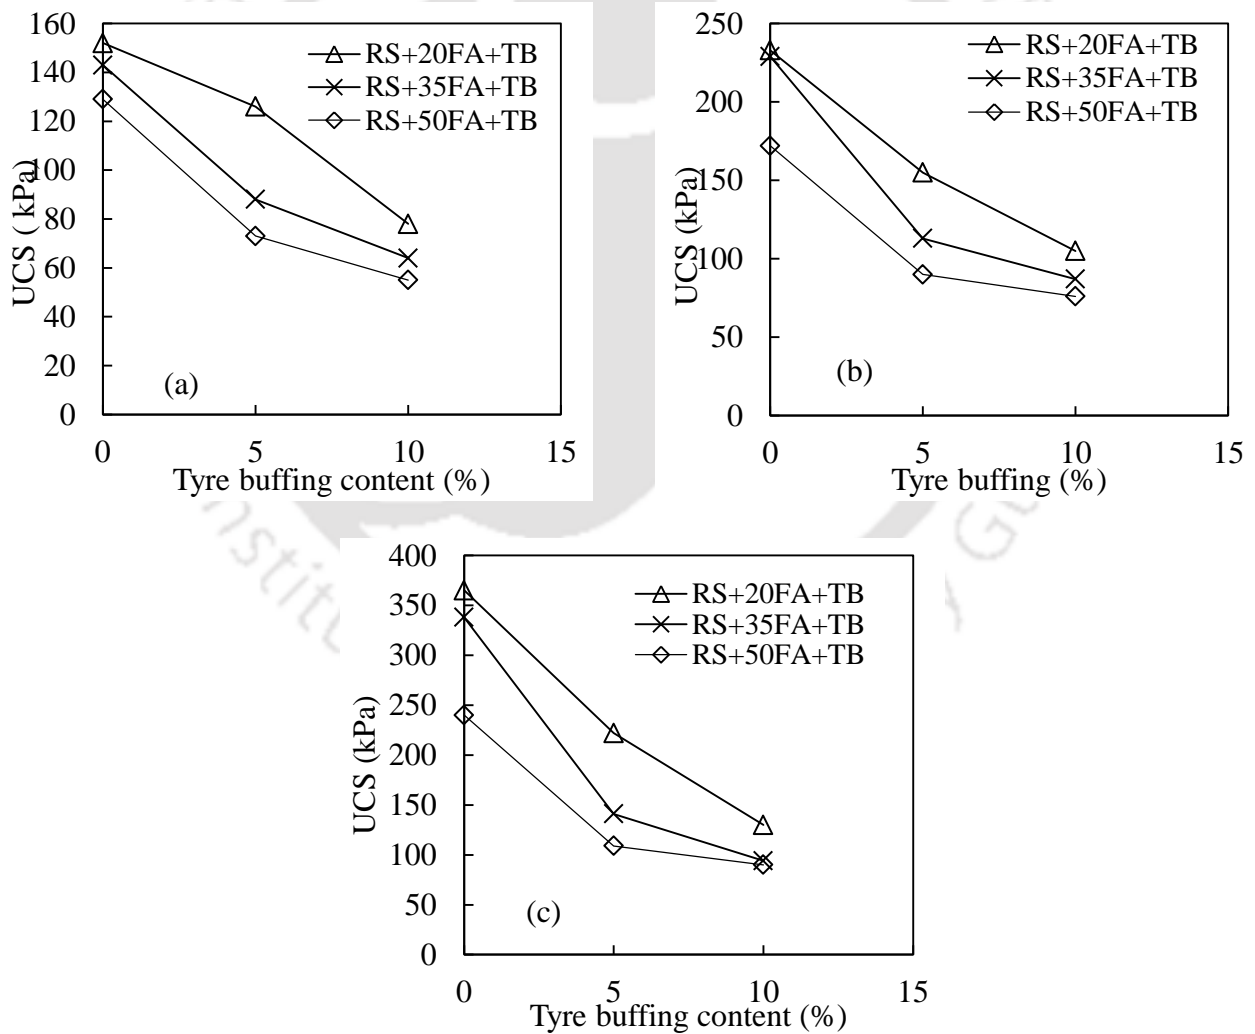 160
140
120
100
80
60
40
20
0
UCS ( kPa)
RS+20FA+TB
RS+35FA+TB
RS+50FA+TB
(a)
0 5 10 15
Tyre buffing content (%)
250
200
150
100
50
0
UCS (kPa)
RS+20FA+TB
RS+35FA+TB
RS+50FA+TB
(b)
0 5 10 15
Tyre buffing (%)
400
350
300
250
200
150
100
50
0
UCS (kPa)
RS+20FA+TB
RS+35FA+TB
RS+50FA+TB
(c)
0 5 10 15
Tyre buffing content (%)